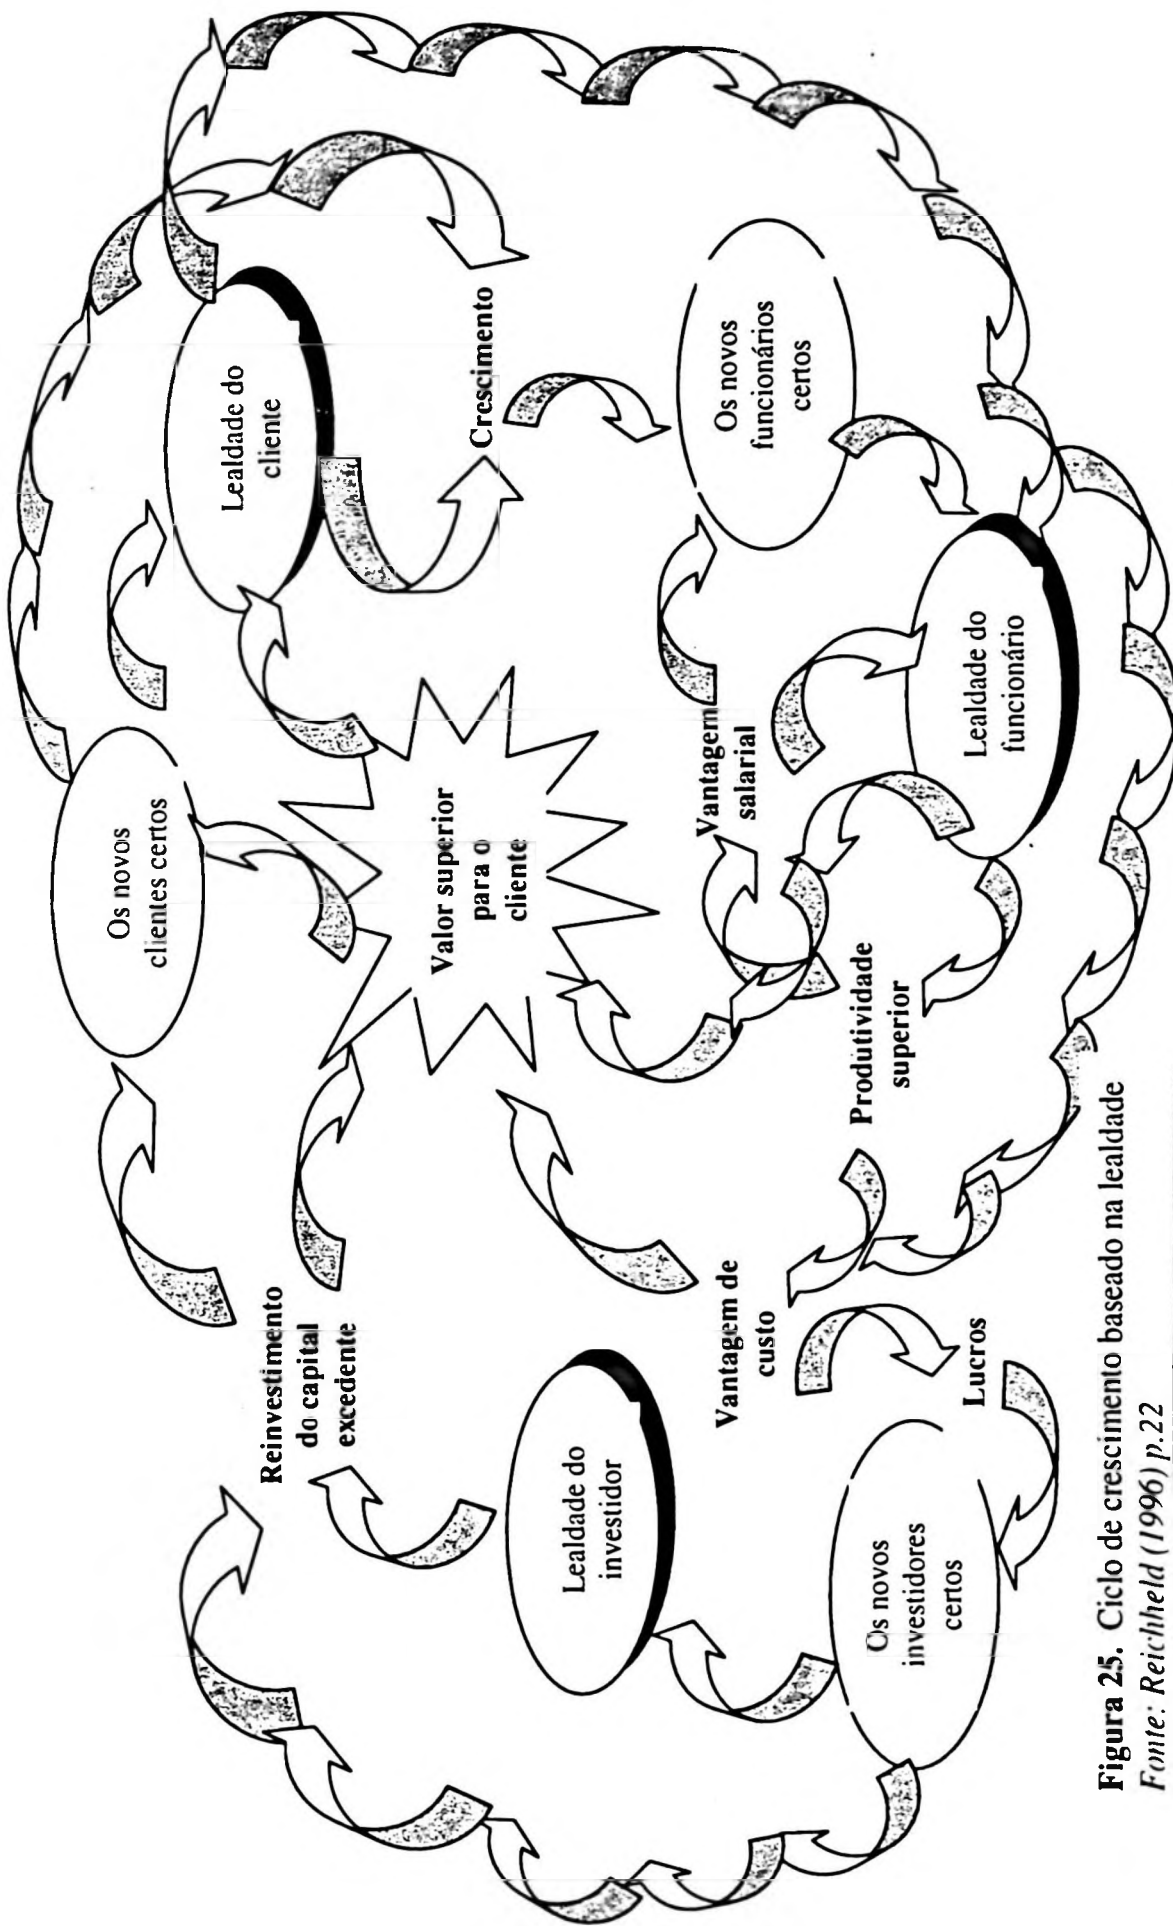 Os novos
clientes certos
Lealdade do
cliente
Reinvestimento
do capital
excedente
Valor superior
para o
cliente
Crescimento
Lealdade do
investidor
Vantagem de
custo
Vantagem
salarial
Os novos
funcionários
certos
Produtividade
superior
Lucros
Os novos
investidores
certos
Lealdade do
funcionário
Figura 25. Ciclo de crescimento baseado na lealdade
Fonte: Reichheld (1996) p.22